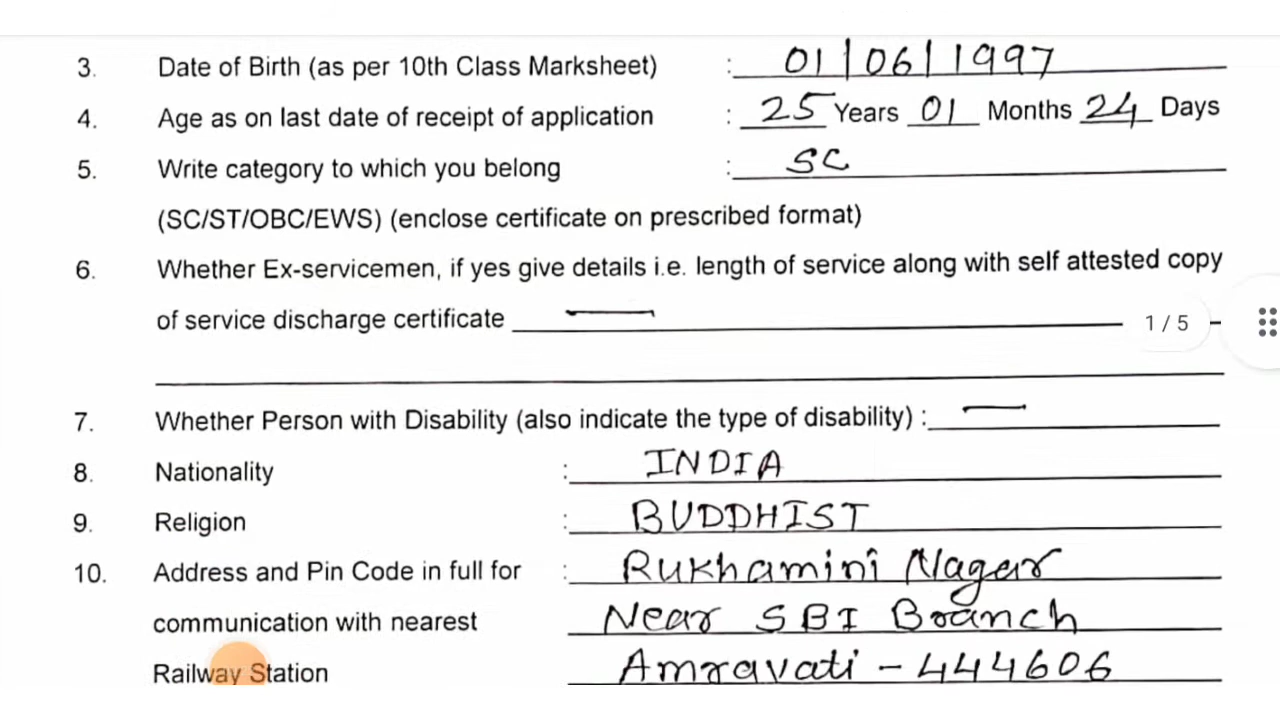 3. Date of Birth (as per 10th Class Marksheet) : 01/06/1997
4. Age as on last date of receipt of application : 25 Years 01 Months 24 Days
5. Write category to which you belong : SC
(SC/ST/OBC/EWS) (enclose certificate on prescribed format)
6. Whether Ex-servicemen, if yes give details i.e. length of service along with self attested copy
of service discharge certificate —
1 / 5
7. Whether Person with Disability (also indicate the type of disability) : —
8. Nationality : INDIA
9. Religion : BUDDHIST
10. Address and Pin Code in full for : Rukhamini Nagar
communication with nearest Near SBI Branch
Railway Station Amravati - 444606